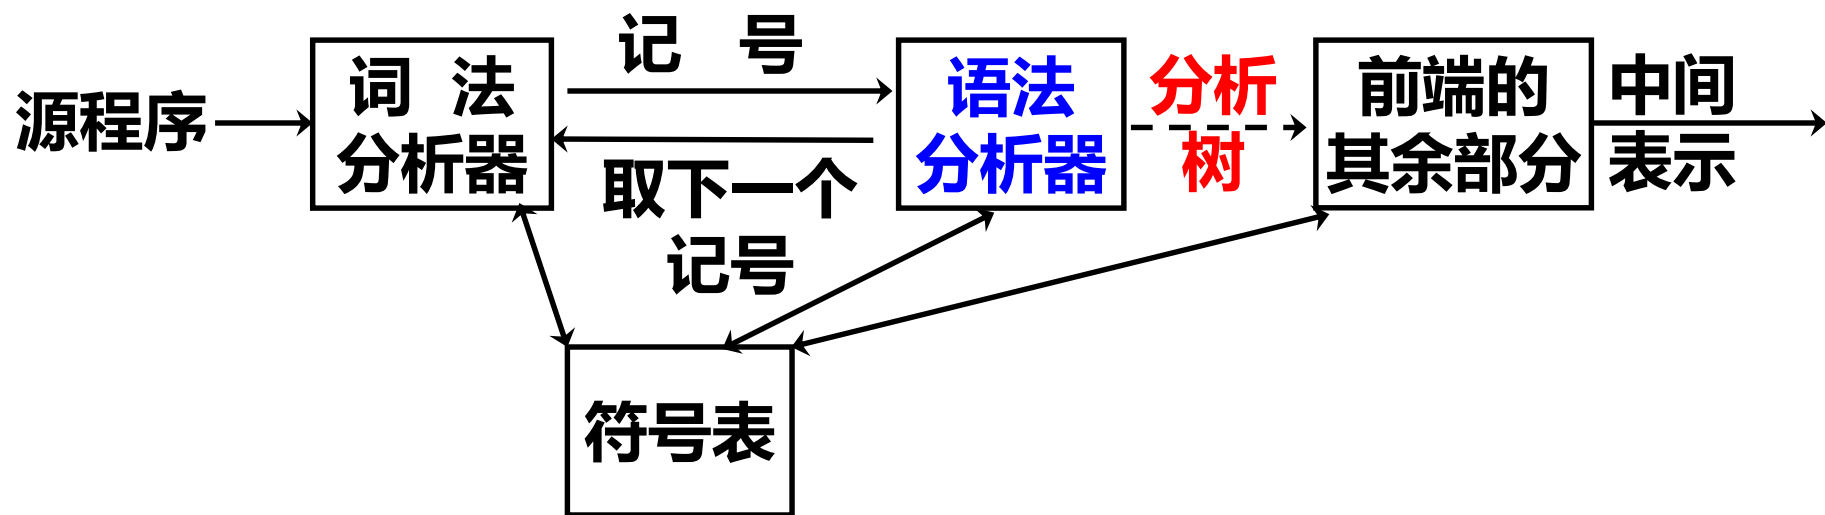 源程序
词 法
分析器
记 号
取下一个
记号
语法
分析器
分析
树
前端的
其余部分
中间
表示
符号表